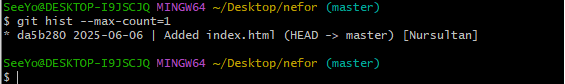 SeeYo@DESKTOP-I9JSCJQ MINGW64 ~/Desktop/nefor (master)
$ git hist --max-count=1
* da5b280 2025-06-06 | Added index.html (HEAD -> master) [Nursultan]
SeeYo@DESKTOP-I9JSCJQ MINGW64 ~/Desktop/nefor (master)
$